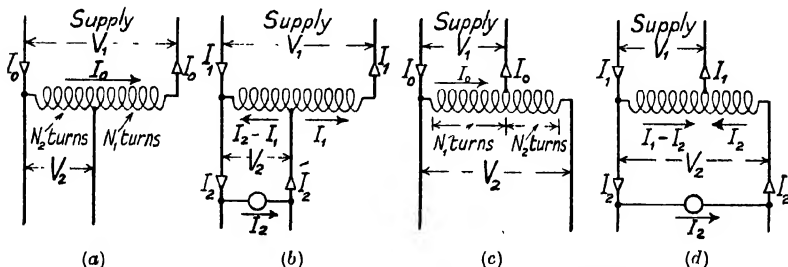 Supply
V₁
I₀
I₀
I₀
N₂ turns
N₁ turns
V₂
(a)
Supply
V₁
I₁
I₁
I₂ - I₁
I₁
V₂
I₂
I₂
I₂
(b)
Supply
V₁
I₀
I₀
I₀
N₁ turns
N₂ turns
V₂
(c)
Supply
V₁
I₁
I₁
I₁ - I₂
I₂
V₂
I₂
I₂
I₂
(d)